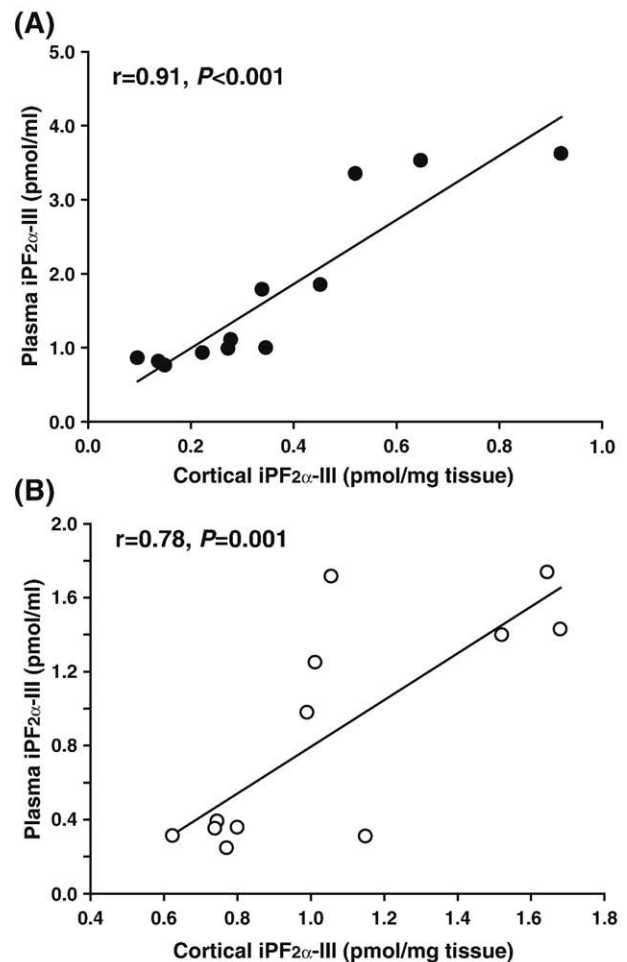 (A)
r=0.91, P<0.001
Plasma iPF2α-III (pmol/ml)
5.0
4.0
3.0
2.0
1.0
0.0
0.0 0.2 0.4 0.6 0.8 1.0
Cortical iPF2α-III (pmol/mg tissue)
(B)
r=0.78, P=0.001
Plasma iPF2α-III (pmol/ml)
2.0
1.6
1.2
0.8
0.4
0.0
0.4 0.6 0.8 1.0 1.2 1.4 1.6 1.8
Cortical iPF2α-III (pmol/mg tissue)